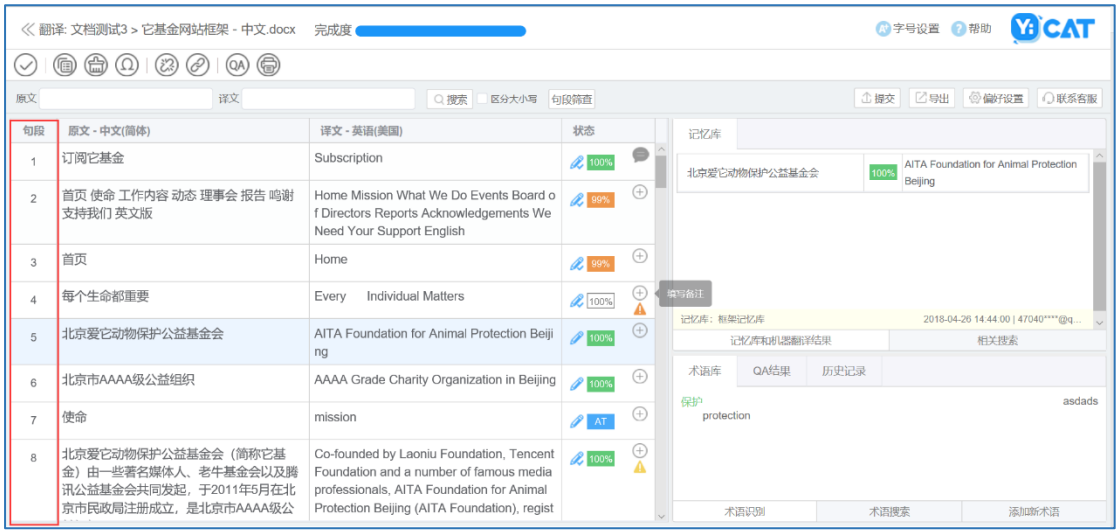 翻译: 文档测试3 > 它基金网站框架 - 中文.docx 完成度
字号设置 ? 帮助 Yi CAT
QA
原文 译文 搜索 区分大小写 句段筛查 提交 导出 偏好设置 联系客服
句段 原文 - 中文(简体) 译文 - 英语(美国) 状态
1 订阅它基金 Subscription 100%
2 首页 使命 工作内容 动态 理事会 报告 鸣谢
支持我们 英文版
Home Mission What We Do Events Board o
f Directors Reports Acknowledgements We
Need Your Support English
99%
3 首页 Home 99%
4 每个生命都重要 Every Individual Matters 100%
填写备注
5 北京爱它动物保护公益基金会
AITA Foundation for Animal Protection Beiji
ng
100%
6 北京市AAAA级公益组织 AAAA Grade Charity Organization in Beijing 100%
7 使命 mission AT
8 北京爱它动物保护公益基金会（简称它基
金）由一些著名媒体人、老牛基金会以及腾
讯公益基金会共同发起，于2011年5月在北
京市民政局注册成立，是北京市AAAA级公
Co-founded by Laoniu Foundation, Tencent
Foundation and a number of famous media
professionals, AITA Foundation for Animal
Protection Beijing (AITA Foundation), regist
100%
记忆库
北京爱它动物保护公益基金会 100%
AITA Foundation for Animal Protection
Beijing
记忆库：框架记忆库 2018-04-26 14:44:00 | 47040****@q...
记忆库和机器翻译结果 相关搜索
术语库 QA结果 历史记录
保护 asdads
protection
术语识别 术语搜索 添加新术语